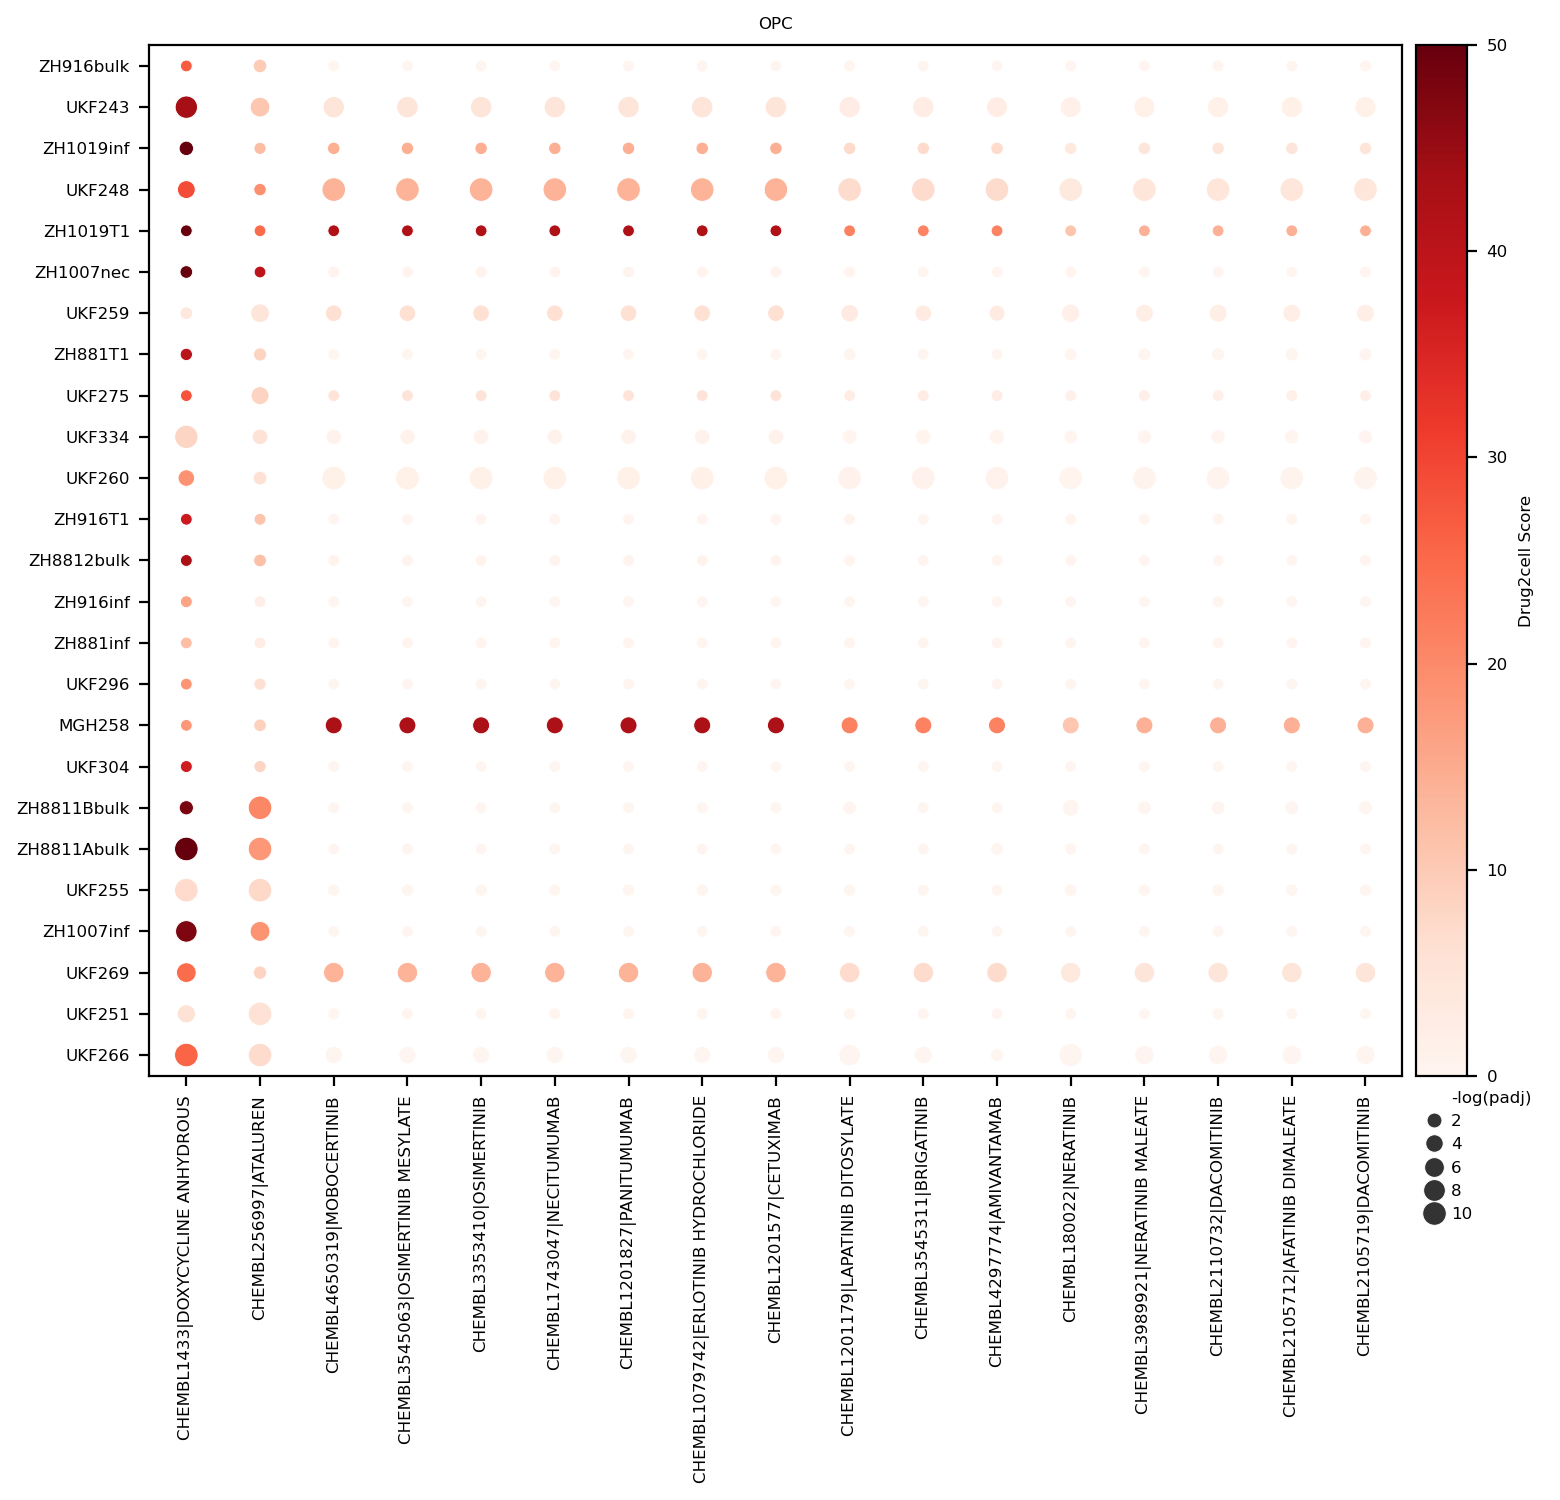 OPC
ZH916bulk
UKF243
ZH1019inf
UKF248
ZH1019T1
ZH1007nec
UKF259
ZH881T1
UKF275
UKF334
UKF260
ZH916T1
ZH8812bulk
ZH916inf
ZH881inf
UKF296
MGH258
UKF304
ZH8811Bbulk
ZH8811Abulk
UKF255
ZH1007inf
UKF269
UKF251
UKF266
CHEMBL1433|DOXYCYCLINE ANHYDROUS
CHEMBL256997|ATALUREN
CHEMBL4650319|MOBOCERTINIB
CHEMBL3545063|OSIMERTINIB MESYLATE
CHEMBL3353410|OSIMERTINIB
CHEMBL1743047|NECITUMUMAB
CHEMBL1201827|PANITUMUMAB
CHEMBL1079742|ERLOTINIB HYDROCHLORIDE
CHEMBL1201577|CETUXIMAB
CHEMBL1201179|LAPATINIB DITOSYLATE
CHEMBL3545311|BRIGATINIB
CHEMBL4297774|AMIVANTAMAB
CHEMBL180022|NERATINIB
CHEMBL3989921|NERATINIB MALEATE
CHEMBL2110732|DACOMITINIB
CHEMBL2105712|AFATINIB DIMALEATE
CHEMBL2105719|DACOMITINIB
50
40
30
20
10
0
Drug2cell Score
-log(padj)
2
4
6
8
10